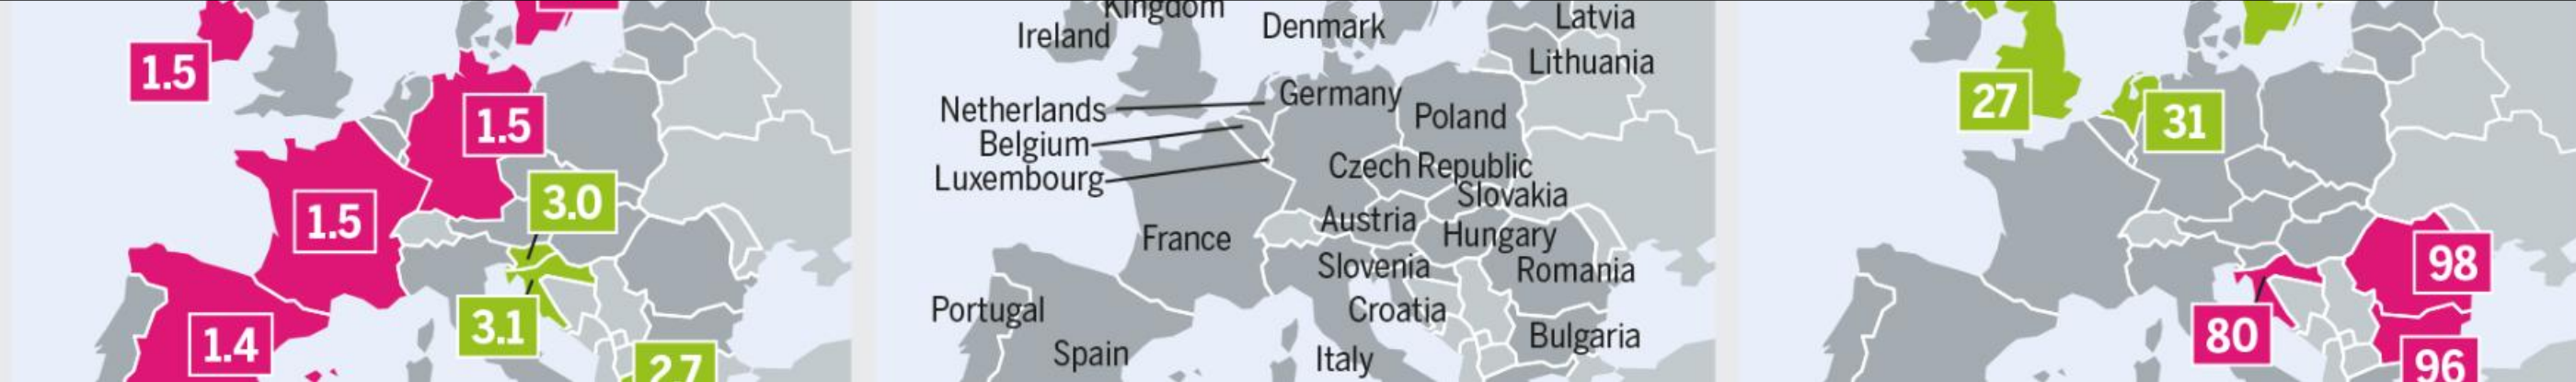 1.5
1.5
3.0
1.5
3.1
1.4
2.7
Kingdom
Ireland
Denmark
Latvia
Lithuania
Netherlands
Germany
Poland
Belgium
Czech Republic
Luxembourg
Slovakia
Austria
France
Hungary
Slovenia
Romania
Portugal
Croatia
Bulgaria
Spain
Italy
27
31
98
80
96